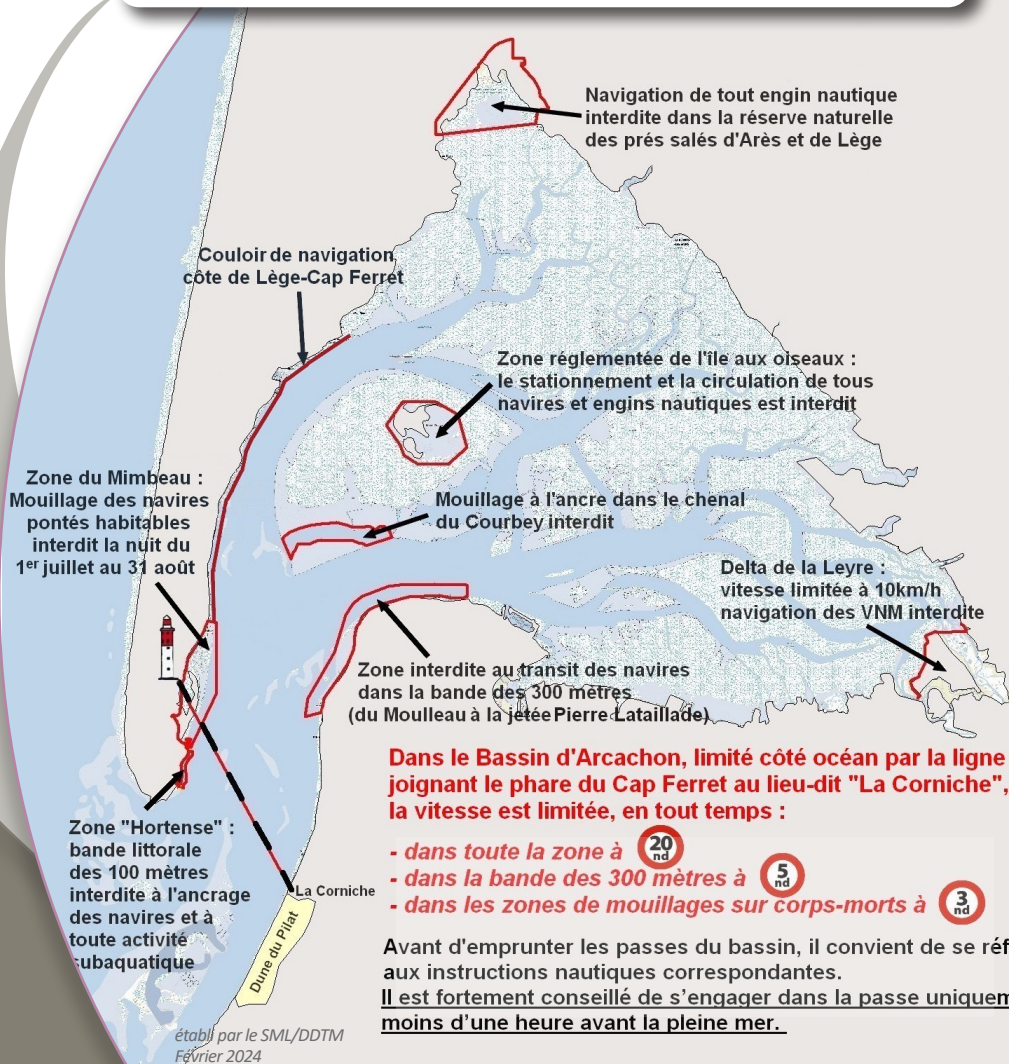 Navigation de tout engin nautique
interdite dans la réserve naturelle
des prés salés d'Arès et de Lège
Couloir de navigation
côte de Lège-Cap Ferret
Zone réglementée de l'île aux oiseaux :
le stationnement et la circulation de tous
navires et engins nautiques est interdit
Zone du Mimbeau :
Mouillage des navires
pontés habitables
interdit la nuit du
1er juillet au 31 août
Mouillage à l'ancre dans le chenal
du Courbey interdit
Delta de la Leyre :
vitesse limitée à 10km/h
navigation des VNM interdite
Zone interdite au transit des navires
dans la bande des 300 mètres
(du Moulleau à la jetée Pierre Lataillade)
Dans le Bassin d'Arcachon, limité côté océan par la ligne
joignant le phare du Cap Ferret au lieu-dit "La Corniche",
la vitesse est limitée, en tout temps :
- dans toute la zone à 20 nd
- dans la bande des 300 mètres à 5 nd
- dans les zones de mouillages sur corps-morts à 3 nd
Zone "Hortense" :
bande littorale
des 100 mètres
interdite à l'ancrage
des navires et à
toute activité
subaquatique
La Corniche
Dune du Pilat
Avant d'emprunter les passes du bassin, il convient de se réf
aux instructions nautiques correspondantes.
Il est fortement conseillé de s'engager dans la passe uniquem
moins d'une heure avant la pleine mer.
établi par le SML/DDTM
Février 2024